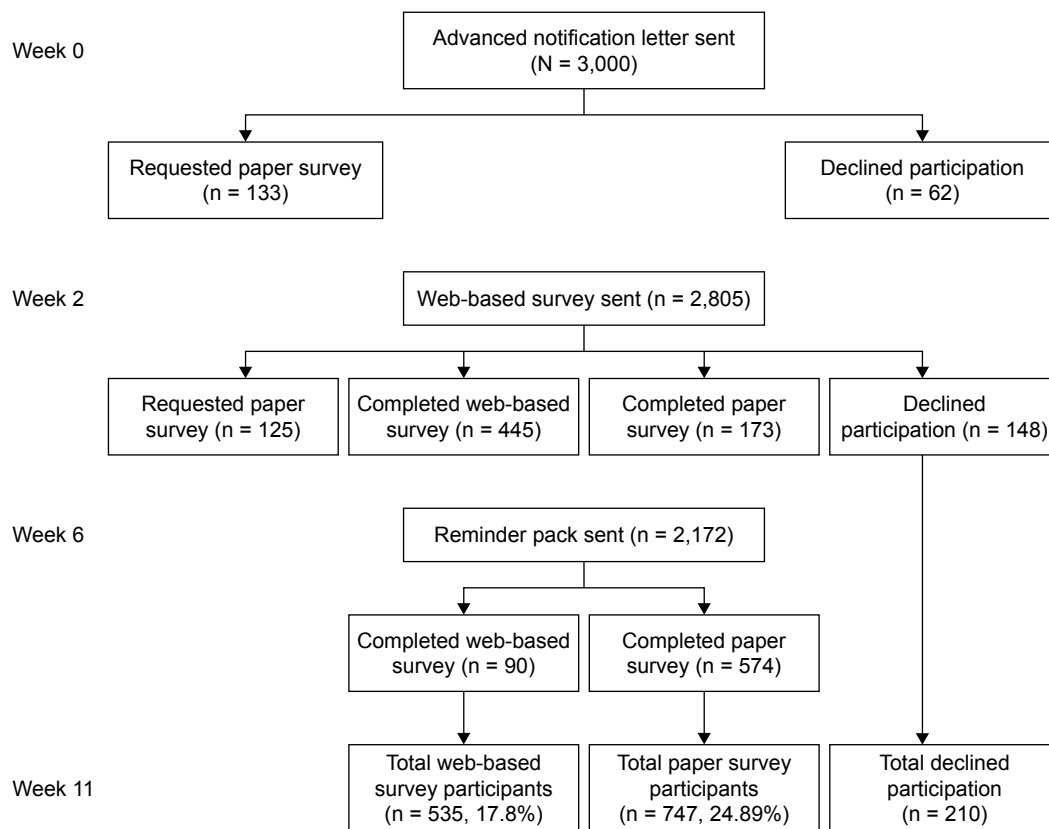 Week 0
Advanced notification letter sent
(N = 3,000)
Requested paper survey
(n = 133)
Declined participation
(n = 62)
Week 2
Web-based survey sent (n = 2,805)
Requested paper
survey (n = 125)
Completed web-based
survey (n = 445)
Completed paper
survey (n = 173)
Declined
participation (n = 148)
Week 6
Reminder pack sent (n = 2,172)
Completed web-based
survey (n = 90)
Completed paper
survey (n = 574)
Week 11
Total web-based
survey participants
(n = 535, 17.8%)
Total paper survey
participants
(n = 747, 24.89%)
Total declined
participation
(n = 210)